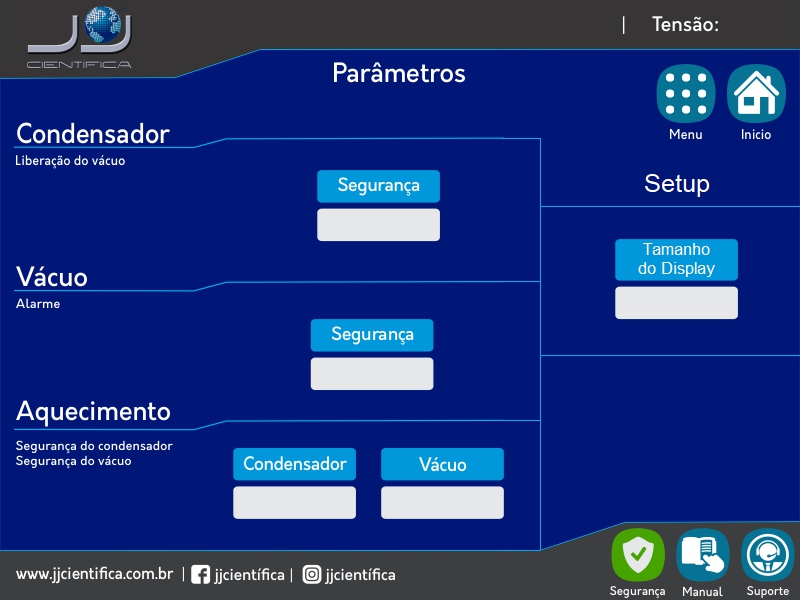 JJ
CIENTIFICA
| Tensão:
Parâmetros
Menu
Inicio
Condensador
Liberação do vácuo
Segurança
Setup
Tamanho
do Display
Vácuo
Alarme
Segurança
Aquecimento
Segurança do condensador
Segurança do vácuo
Condensador
Vácuo
www.jjcientifica.com.br | jjcientífica | jjcientífica
Segurança
Manual
Suporte